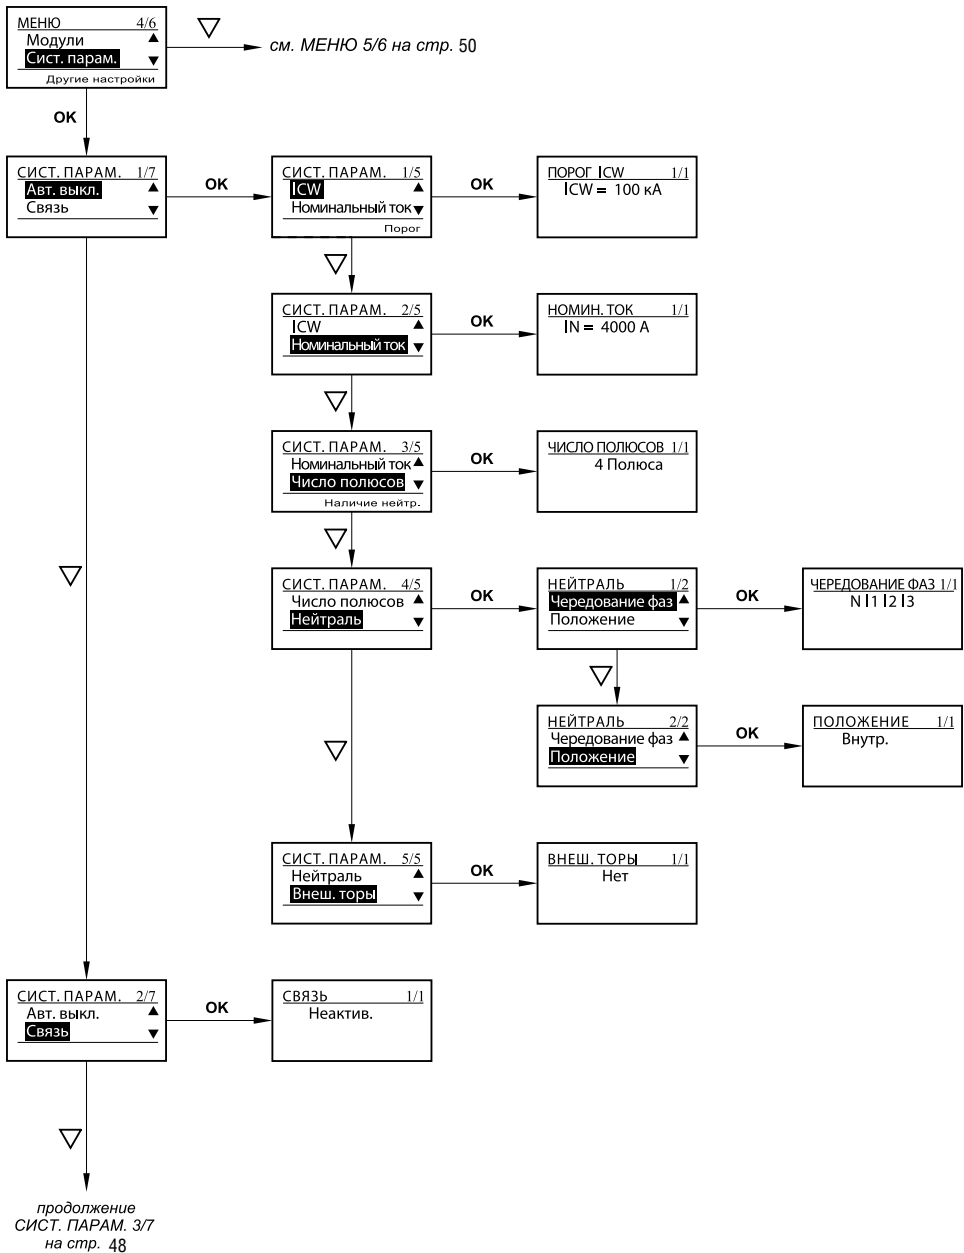 МЕНЮ 4/6
Модули
Сист. парам.
Другие настройки
см. МЕНЮ 5/6 на стр. 50
OK
СИСТ. ПАРАМ. 1/7
Авт. выкл.
Связь
OK
СИСТ. ПАРАМ. 1/5
ICW
Номинальный ток
Порог
OK
ПОРОГ ICW 1/1
ICW = 100 кА
СИСТ. ПАРАМ. 2/5
ICW
Номинальный ток
OK
НОМИН. ТОК 1/1
IN = 4000 А
СИСТ. ПАРАМ. 3/5
Номинальный ток
Число полюсов
Наличие нейтр.
OK
ЧИСЛО ПОЛЮСОВ 1/1
4 Полюса
СИСТ. ПАРАМ. 4/5
Число полюсов
Нейтраль
OK
НЕЙТРАЛЬ 1/2
Чередование фаз
Положение
OK
ЧЕРЕДОВАНИЕ ФАЗ 1/1
N I1 I2 I3
НЕЙТРАЛЬ 2/2
Чередование фаз
Положение
OK
ПОЛОЖЕНИЕ 1/1
Внутр.
СИСТ. ПАРАМ. 5/5
Нейтраль
Внеш. торы
OK
ВНЕШ. ТОРЫ 1/1
Нет
СИСТ. ПАРАМ. 2/7
Авт. выкл.
Связь
OK
СВЯЗЬ 1/1
Неактив.
продолжение
СИСТ. ПАРАМ. 3/7
на стр. 48